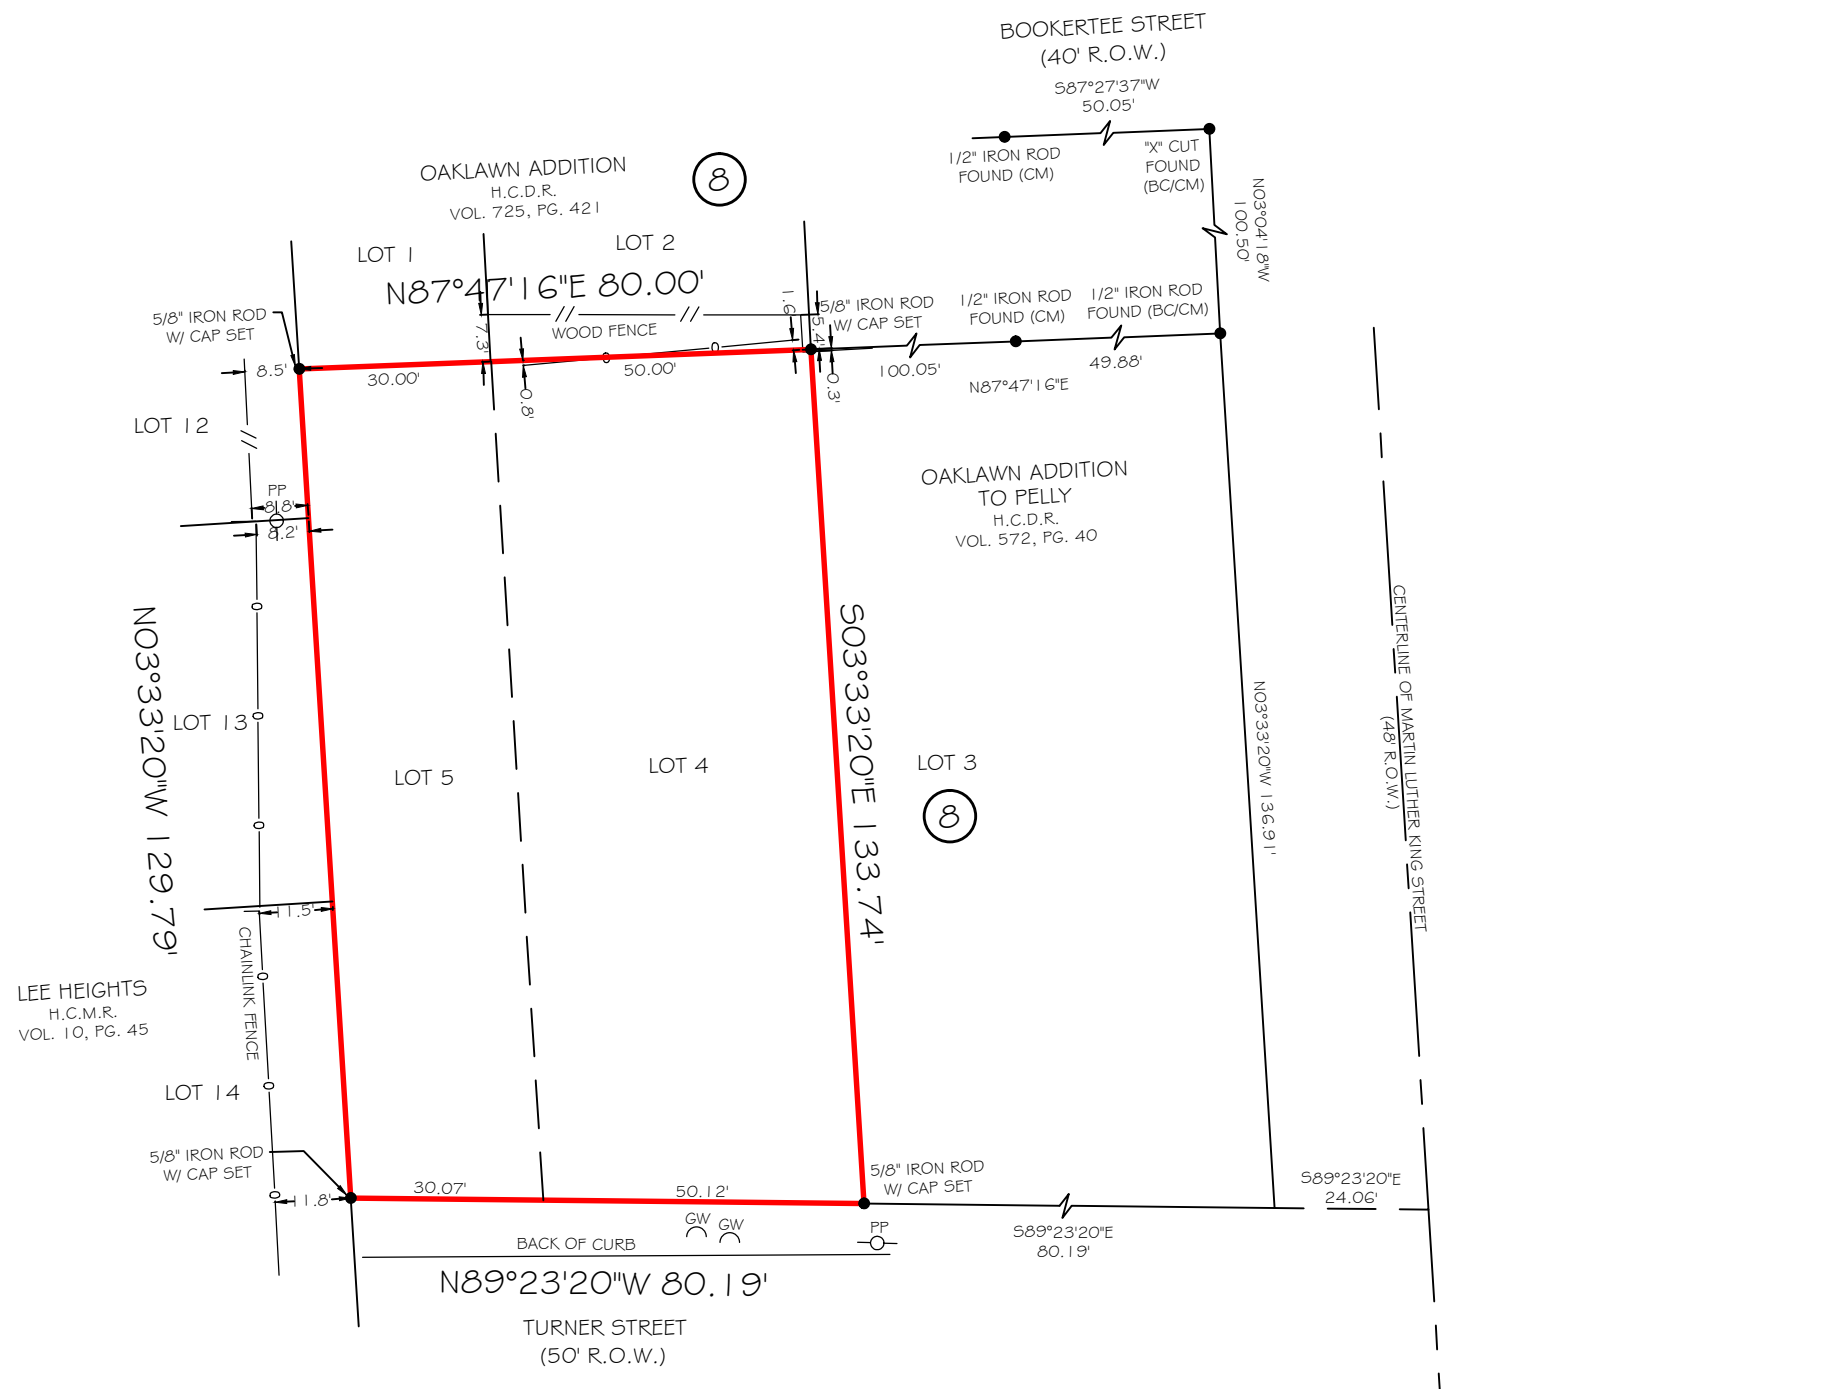 BOOKERTEE STREET
(40' R.O.W.)
S87°27'37"W
50.05'
1/2" IRON ROD
FOUND (CM)
"X" CUT
FOUND
(BC/CM)
N03°04'18"W
100.50'
OAKLAWN ADDITION
H.C.D.R.
VOL. 725, PG. 421
8
LOT 1
LOT 2
N87°47'16"E 80.00'
5/8" IRON ROD
W/ CAP SET
WOOD FENCE
7.3'
1.6'
5.4'
5/8" IRON ROD
W/ CAP SET
1/2" IRON ROD
FOUND (CM)
1/2" IRON ROD
FOUND (BC/CM)
8.5'
30.00'
50.00'
0.8'
0.3'
100.05'
49.88'
N87°47'16"E
LOT 12
PP
8.8'
8.2'
OAKLAWN ADDITION
TO PELLY
H.C.D.R.
VOL. 572, PG. 40
N03°33'20"W 129.79'
LOT 13
LOT 5
LOT 4
S03°33'20"E 133.74'
LOT 3
8
N03°33'20"W 136.91'
CENTERLINE OF MARTIN LUTHER KING STREET
(48' R.O.W.)
11.5'
CHAINLINK FENCE
LEE HEIGHTS
H.C.M.R.
VOL. 10, PG. 45
LOT 14
5/8" IRON ROD
W/ CAP SET
11.8'
30.07'
50.12'
5/8" IRON ROD
W/ CAP SET
S89°23'20"E
24.06'
GW
GW
PP
S89°23'20"E
80.19'
BACK OF CURB
N89°23'20"W 80.19'
TURNER STREET
(50' R.O.W.)